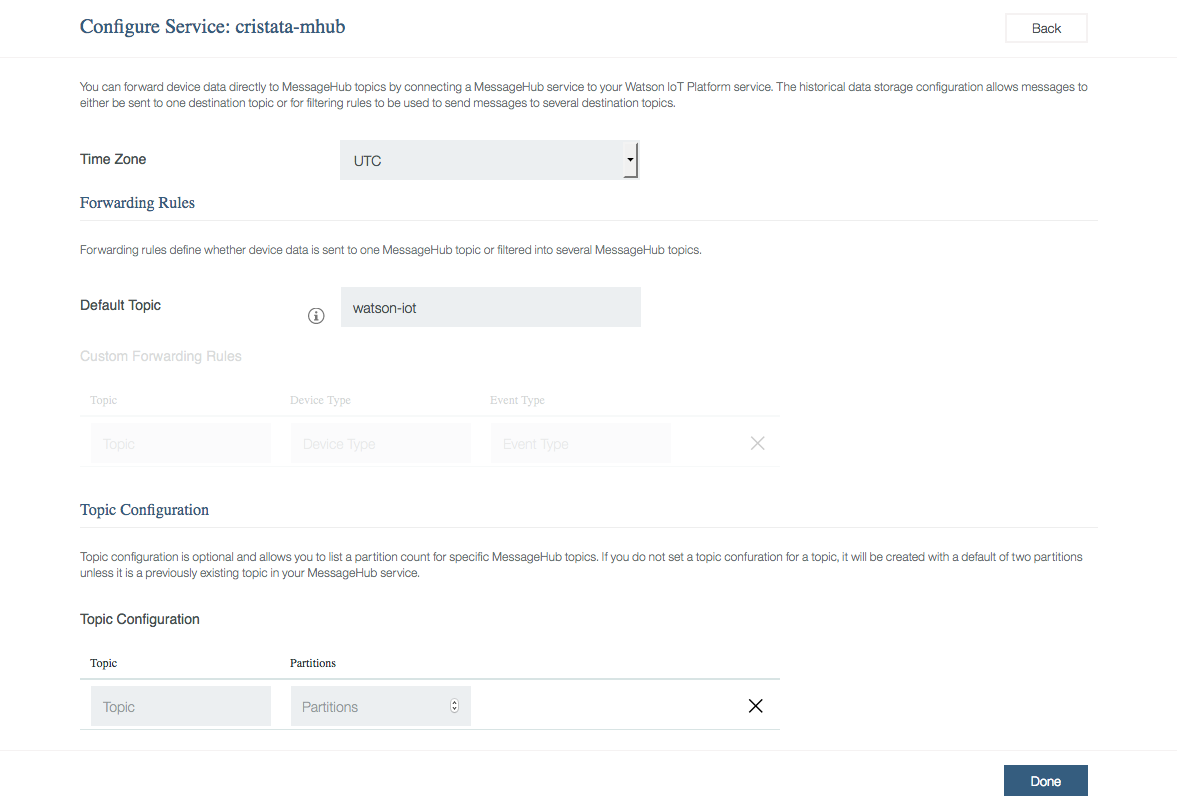 Configure Service: cristata-mhub
Back
You can forward device data directly to MessageHub topics by connecting a MessageHub service to your Watson IoT Platform service. The historical data storage configuration allows messages to
either be sent to one destination topic or for filtering rules to be used to send messages to several destination topics.
Time Zone
UTC
Forwarding Rules
Forwarding rules define whether device data is sent to one MessageHub topic or filtered into several MessageHub topics.
Default Topic
watson-iot
Custom Forwarding Rules
Topic Device Type Event Type
Topic Device Type Event Type
Topic Configuration
Topic configuration is optional and allows you to list a partition count for specific MessageHub topics. If you do not set a topic confuration for a topic, it will be created with a default of two partitions
unless it is a previously existing topic in your MessageHub service.
Topic Configuration
Topic Partitions
Topic Partitions
Done